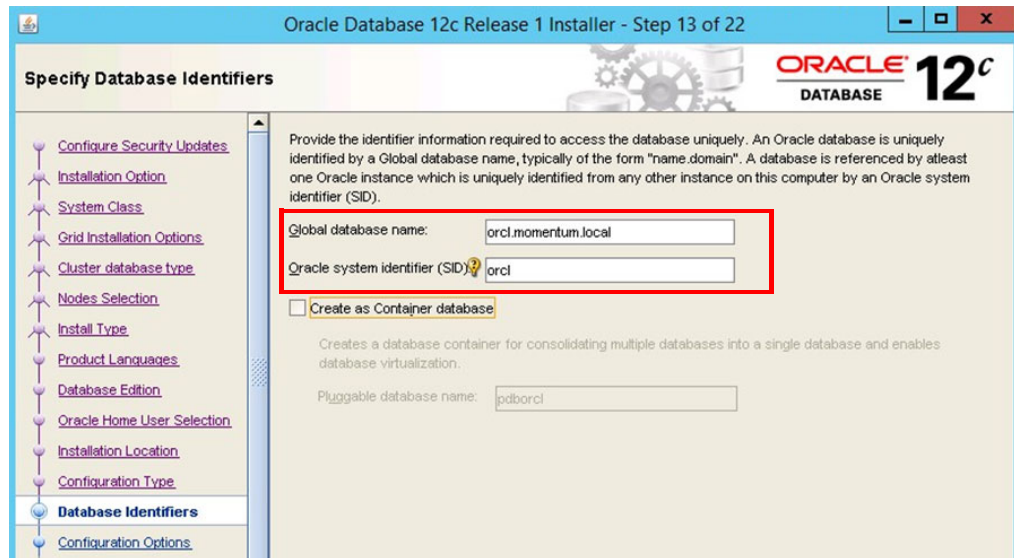 Oracle Database 12c Release 1 Installer - Step 13 of 22
Specify Database Identifiers
ORACLE
DATABASE
12c
Configure Security Updates
Installation Option
System Class
Grid Installation Options
Cluster database type
Nodes Selection
Install Type
Product Languages
Database Edition
Oracle Home User Selection
Installation Location
Configuration Type
Database Identifiers
Configuration Options
Provide the identifier information required to access the database uniquely. An Oracle database is uniquely
identified by a Global database name, typically of the form "name.domain". A database is referenced by atleast
one Oracle instance which is uniquely identified from any other instance on this computer by an Oracle system
identifier (SID).
Global database name: orcl.momentum.local
Oracle system identifier (SID) orcl
Create as Container database
Creates a database container for consolidating multiple databases into a single database and enables
database virtualization.
Pluggable database name: pdborcl